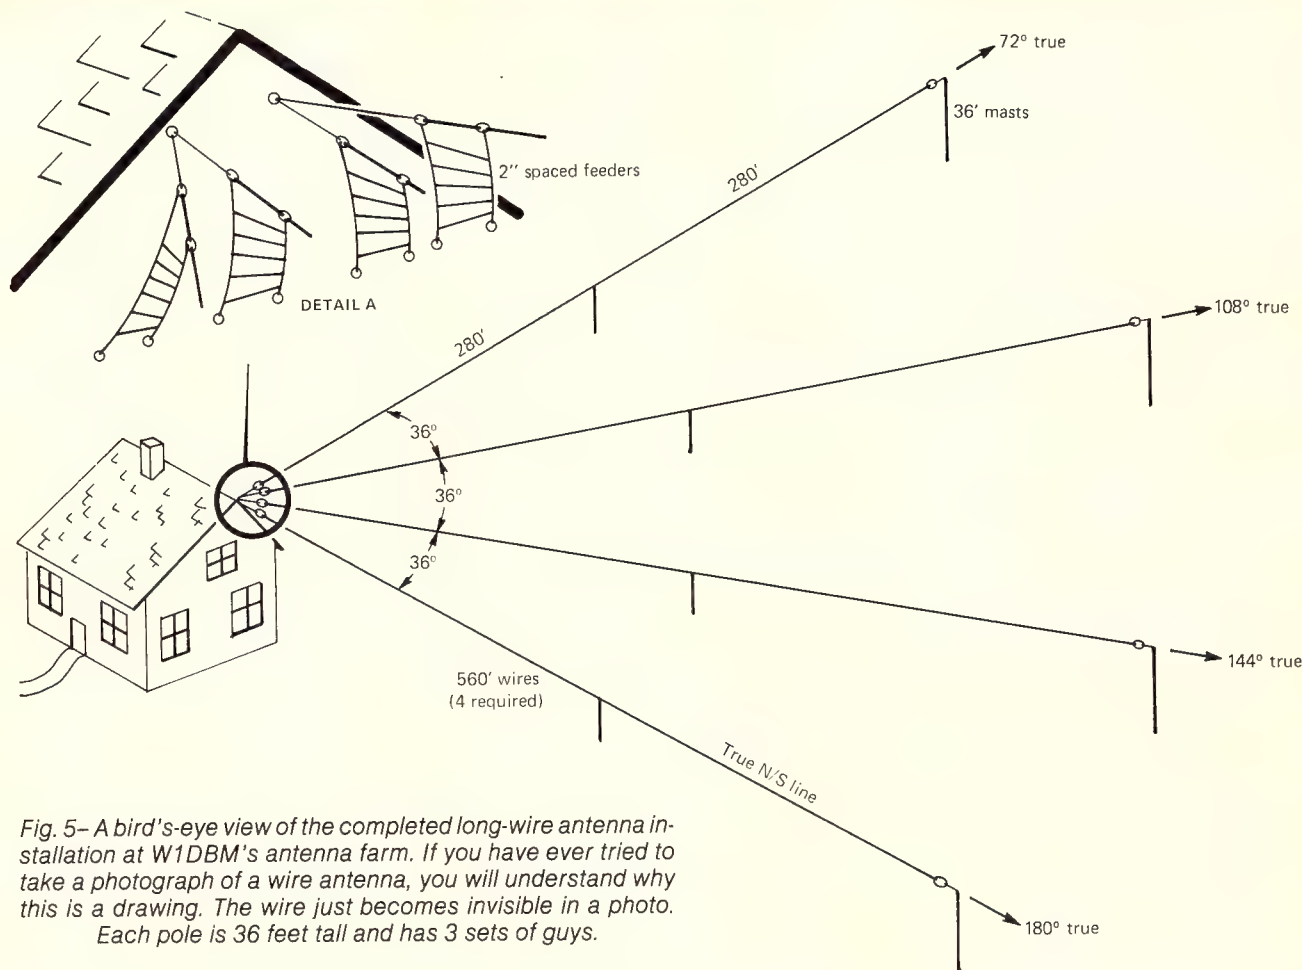 72° true
36' masts
280'
2" spaced feeders
DETAIL A
280'
108° true
36°
36°
36°
144° true
560' wires
(4 required)
True N/S line
180° true
Fig. 5– A bird's-eye view of the completed long-wire antenna in-
stallation at W1DBM's antenna farm. If you have ever tried to
take a photograph of a wire antenna, you will understand why
this is a drawing. The wire just becomes invisible in a photo.
Each pole is 36 feet tall and has 3 sets of guys.